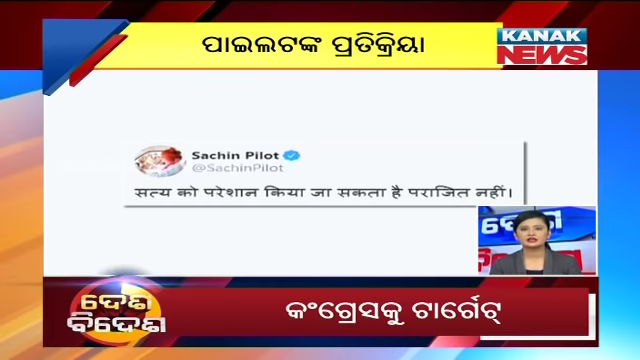 ପାଇଲଟଙ୍କ ପ୍ରତିକ୍ରିୟା
KANAK
NEWS
Sachin Pilot
@SachinPilot
सत्य को परेशान किया जा सकता है पराजित नहीं।
ଦେଶ
ବିଦେଶ
କଂଗ୍ରେସକୁ ଟାର୍ଗେଟ୍